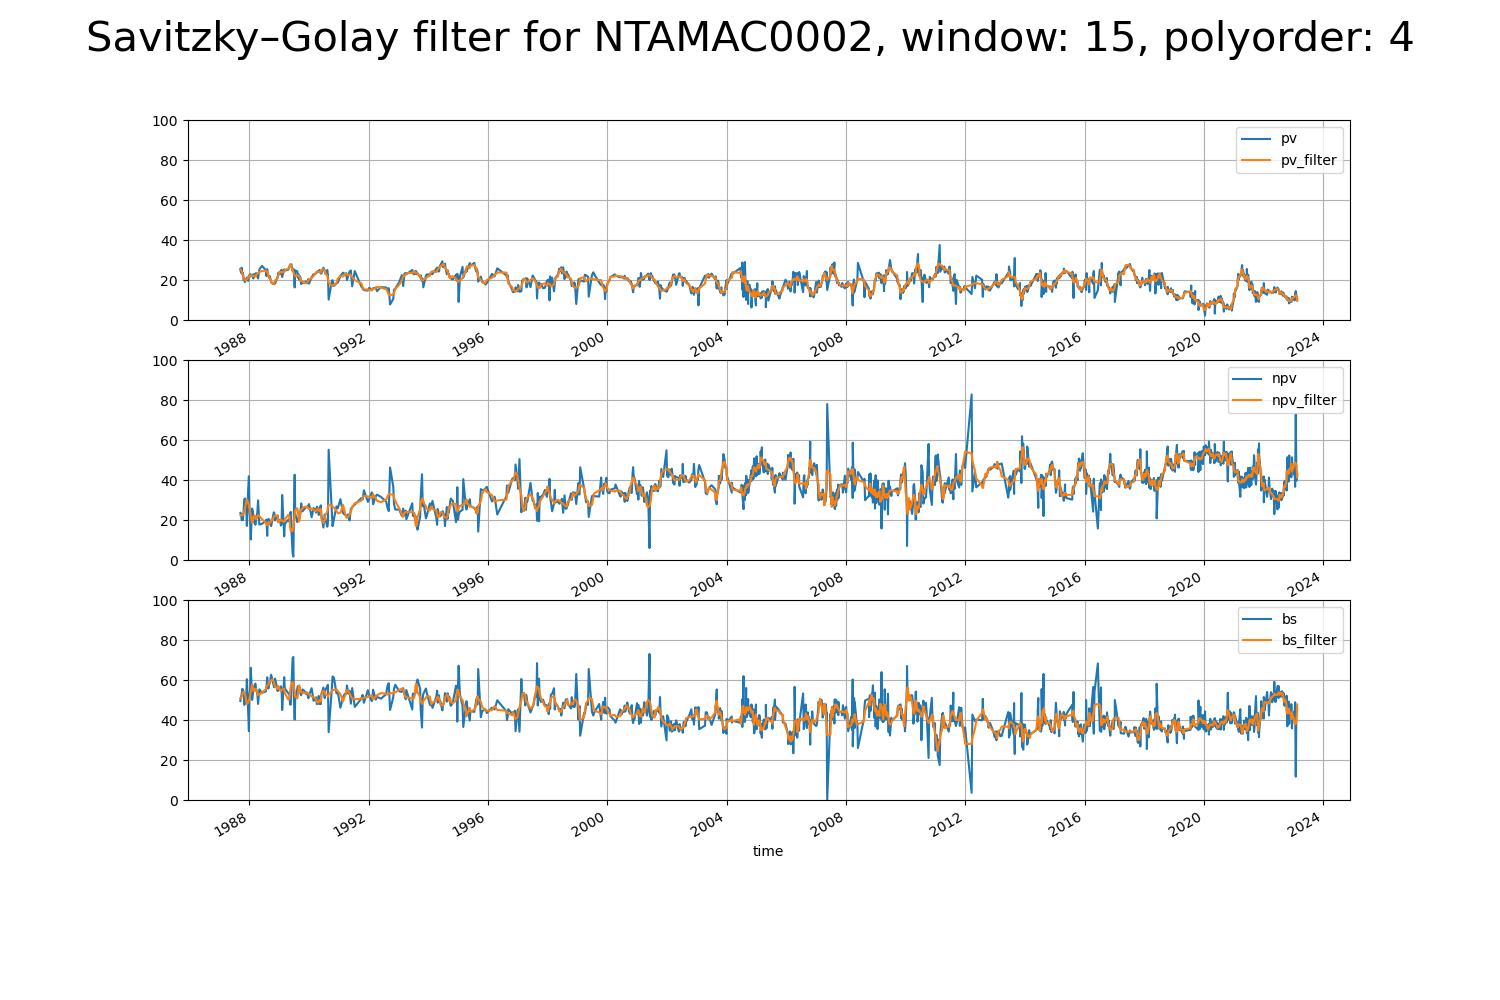 Savitzky–Golay filter for NTAMAC0002, window: 15, polyorder: 4
100
80
60
40
20
0
pv
pv_filter
1988 1992 1996 2000 2004 2008 2012 2016 2020 2024
100
80
60
40
20
0
npv
npv_filter
1988 1992 1996 2000 2004 2008 2012 2016 2020 2024
100
80
60
40
20
0
bs
bs_filter
1988 1992 1996 2000 2004 2008 2012 2016 2020 2024
time